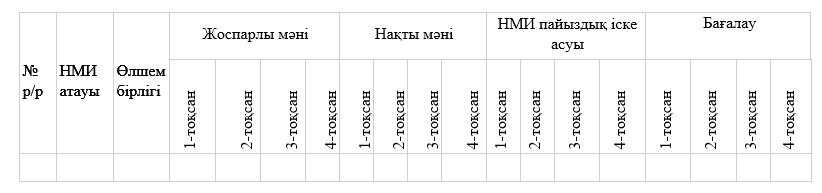 №
р/р
НМИ
атауы
Өлшем
бірлігі
Жоспарлы мәні
Нақты мәні
НМИ пайыздық іске
асуы
Бағалау
1-тоқсан
2-тоқсан
3-тоқсан
4-тоқсан
1-тоқсан
2-тоқсан
3-тоқсан
4-тоқсан
1-тоқсан
2-тоқсан
3-тоқсан
4-тоқсан
1-тоқсан
2-тоқсан
3-тоқсан
4-тоқсан